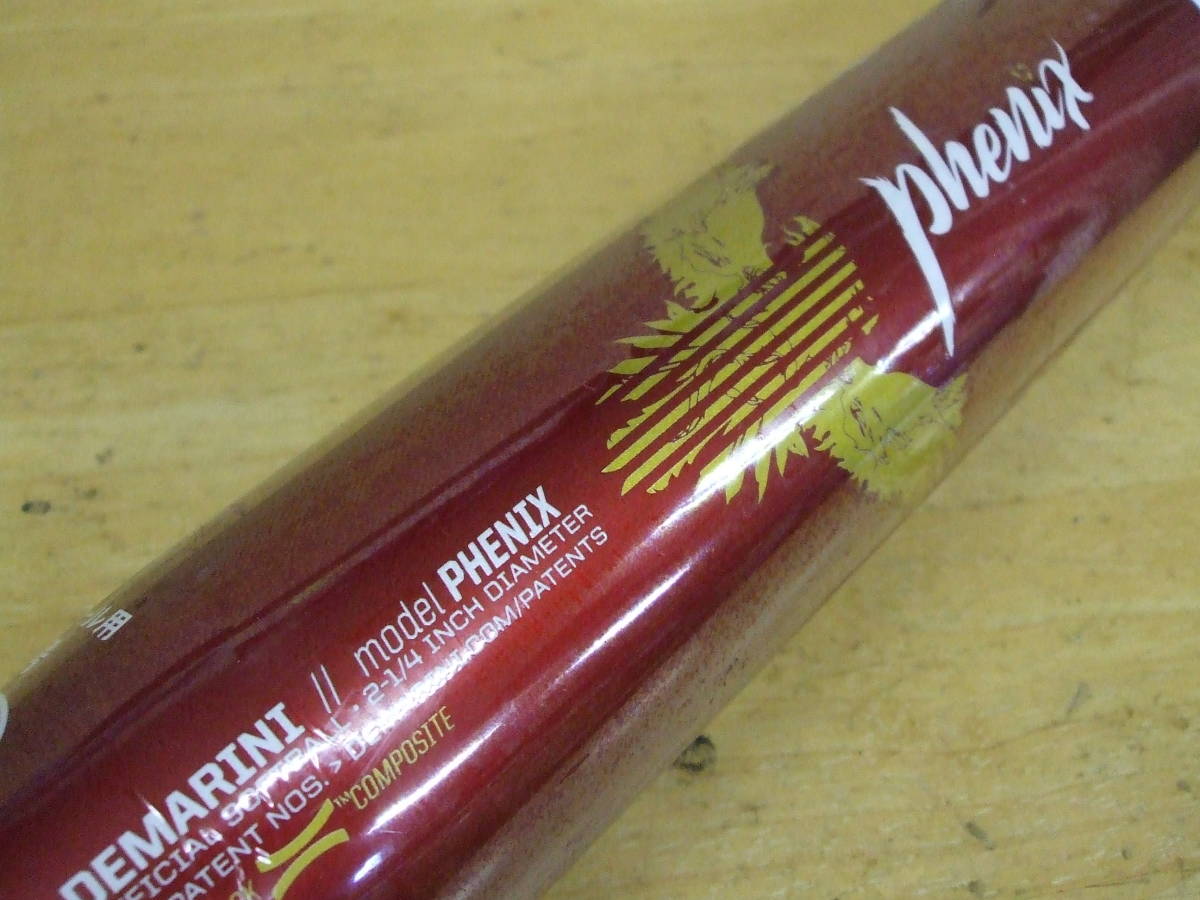 phenix
DEMARINI // model PHENIX
OFFICIAL SOFTBALL • 2-1/4 INCH DIAMETER
PATENT NOS. > DEMARINI.COM/PATENTS
™COMPOSITE